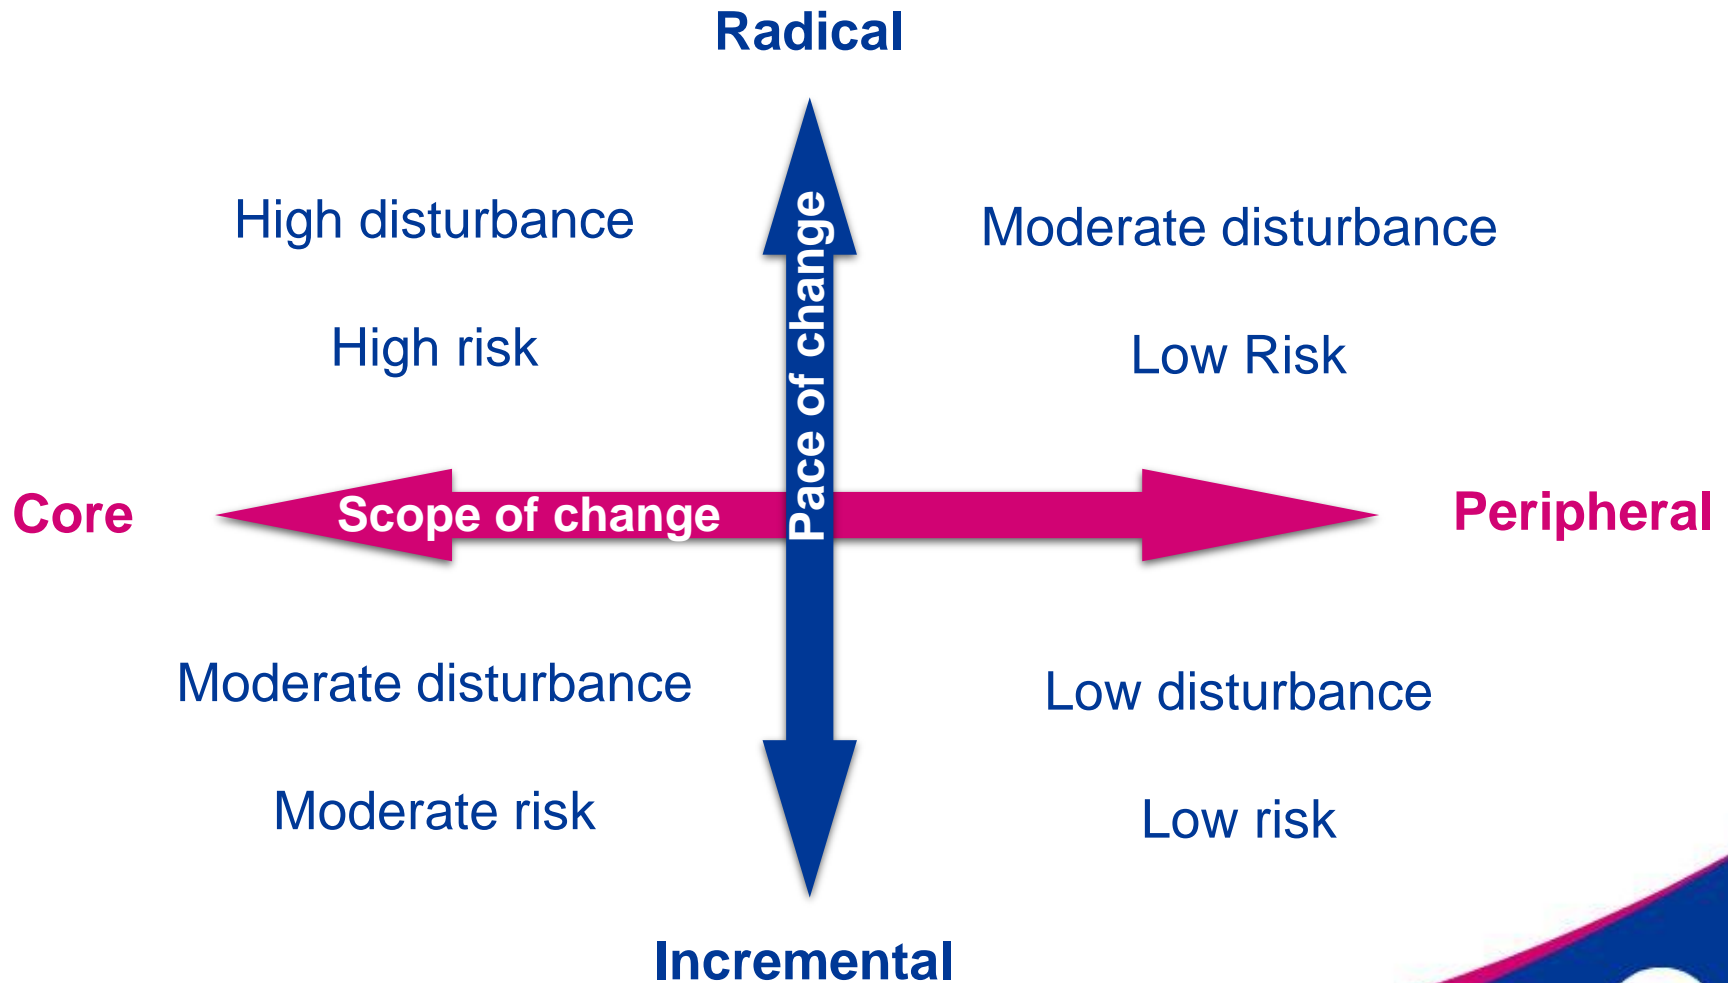 Radical
High disturbance
Moderate disturbance
High risk
Low Risk
Pace of change
Core
Scope of change
Peripheral
Moderate disturbance
Low disturbance
Moderate risk
Low risk
Incremental